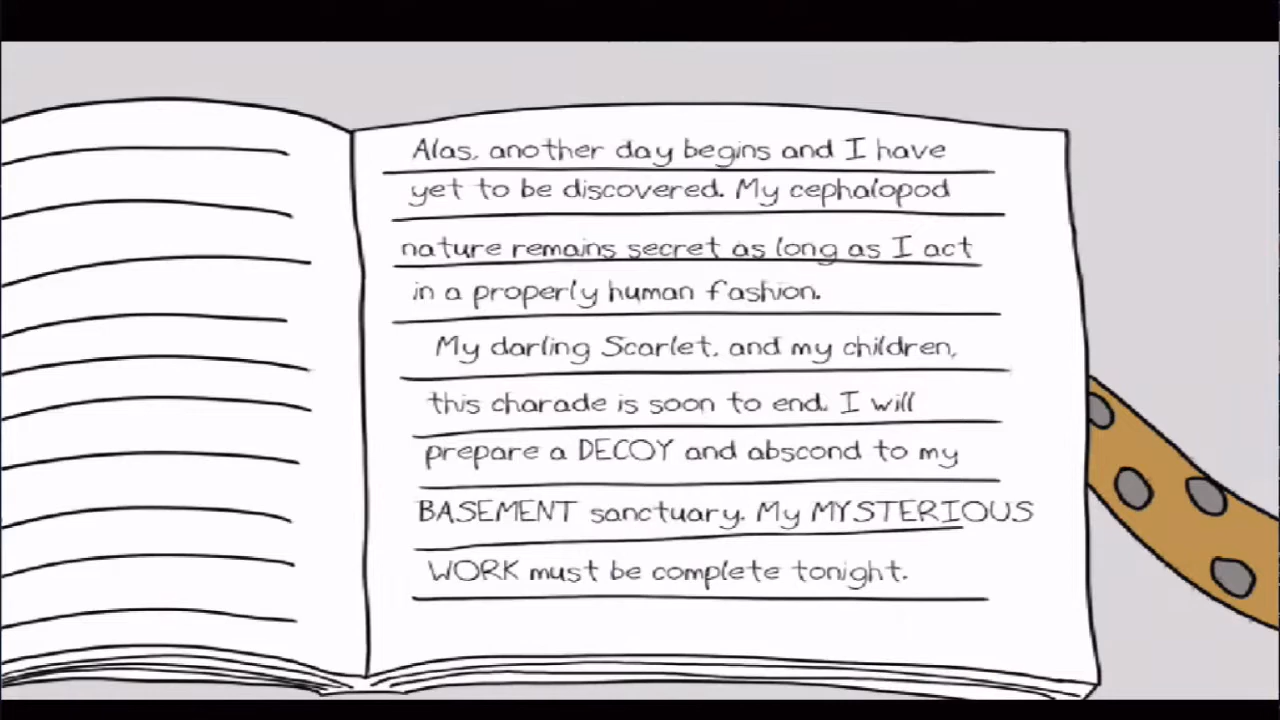 Alas, another day begins and I have
yet to be discovered. My cephalopod
nature remains secret as long as I act
in a properly human fashion.
My darling Scarlet, and my children,
this charade is soon to end. I will
prepare a DECOY and abscond to my
BASEMENT sanctuary. My MYSTERIOUS
WORK must be complete tonight.